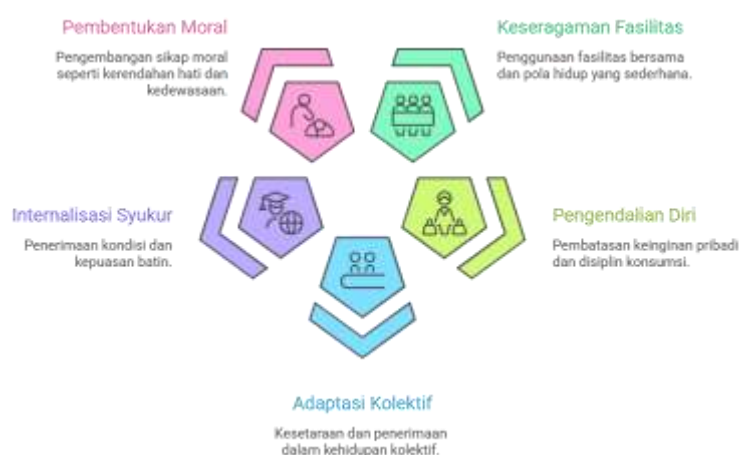 Pembentukan Moral
Pengembangan sikap moral
seperti kerendahan hati dan
kedewasaan.
Keseragaman Fasilitas
Penggunaan fasilitas bersama
dan pola hidup yang sederhana.
Internalisasi Syukur
Penerimaan kondisi dan
kepuasan batin.
Pengendalian Diri
Pembatasan keinginan pribadi
dan disiplin konsumsi.
Adaptasi Kolektif
Kesetaraan dan penerimaan
dalam kehidupan kolektif.